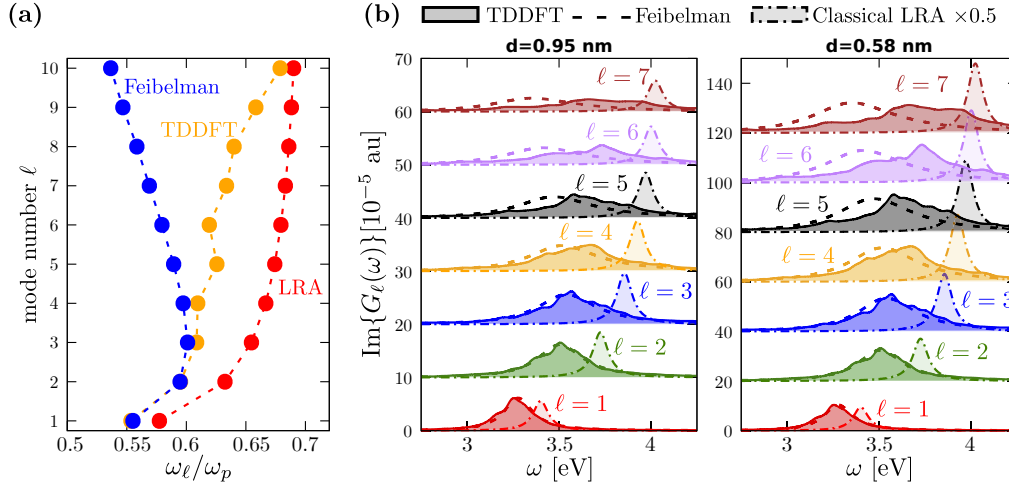 (a)
10
9
8
7
6
5
4
3
2
1
mode number ℓ
Feibelman
TDDFT
LRA
0.5
0.55
0.6
0.65
0.7
ω_ℓ/ω_p
(b)
TDDFT
Feibelman
Classical LRA ×0.5
d=0.95 nm
70
60
50
40
30
20
10
0
Im{G_ℓ(ω)}[10⁻⁵ au]
ℓ = 7
ℓ = 6
ℓ = 5
ℓ = 4
ℓ = 3
ℓ = 2
ℓ = 1
3
3.5
4
ω [eV]
d=0.58 nm
140
120
100
80
60
40
20
0
ℓ = 7
ℓ = 6
ℓ = 5
ℓ = 4
ℓ = 3
ℓ = 2
ℓ = 1
3
3.5
4
ω [eV]